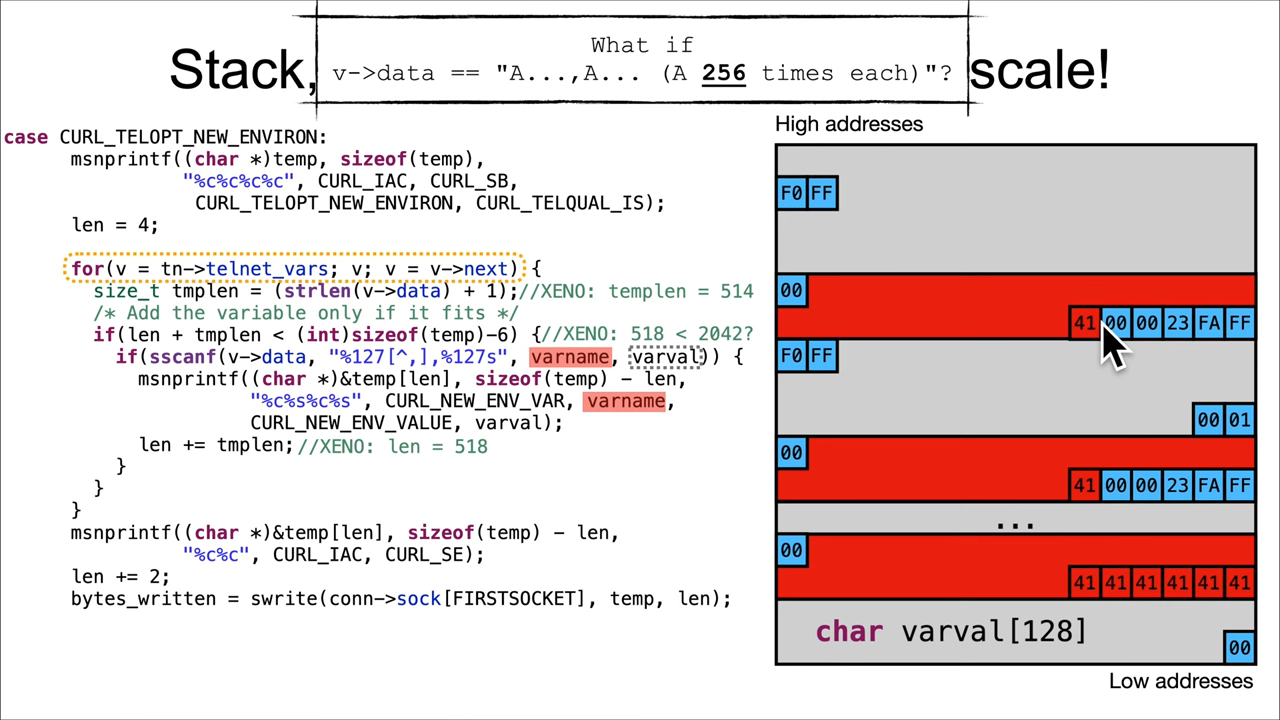 Stack,
What if
v->data == "A...,A... (A 256 times each)"?
scale!
case CURL_TELOPT_NEW_ENVIRON:
msnprintf((char *)temp, sizeof(temp),
"%c%c%c%c", CURL_IAC, CURL_SB,
CURL_TELOPT_NEW_ENVIRON, CURL_TELQUAL_IS);
len = 4;
for(v = tn->telnet_vars; v; v = v->next) {
size_t tmplen = (strlen(v->data) + 1);//XENO: templen = 514
/* Add the variable only if it fits */
if(len + tmplen < (int)sizeof(temp)-6) {//XENO: 518 < 2042?
if(sscanf(v->data, "%127[^,],%127s", varname, varval)) {
msnprintf((char *)&temp[len], sizeof(temp) - len,
"%c%s%c%s", CURL_NEW_ENV_VAR, varname,
CURL_NEW_ENV_VALUE, varval);
len += tmplen;//XENO: len = 518
}
}
}
msnprintf((char *)&temp[len], sizeof(temp) - len,
"%c%c", CURL_IAC, CURL_SE);
len += 2;
bytes_written = swrite(conn->sock[FIRSTSOCKET], temp, len);
High addresses
F0 FF
00
41 00 00 23 FA FF
F0 FF
00 01
00
41 00 00 23 FA FF
...
00
41 41 41 41 41 41
char varval[128]
00
Low addresses